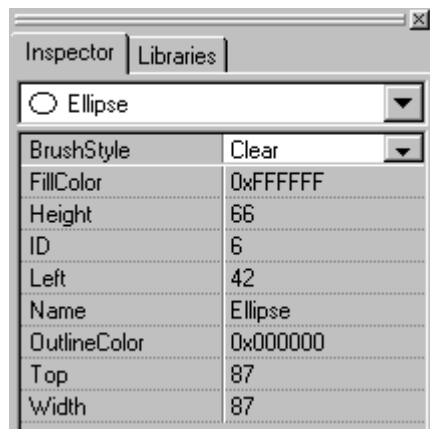 Inspector Libraries
Ellipse
BrushStyle Clear
FillColor 0xFFFFFF
Height 66
ID 6
Left 42
Name Ellipse
OutlineColor 0x000000
Top 87
Width 87